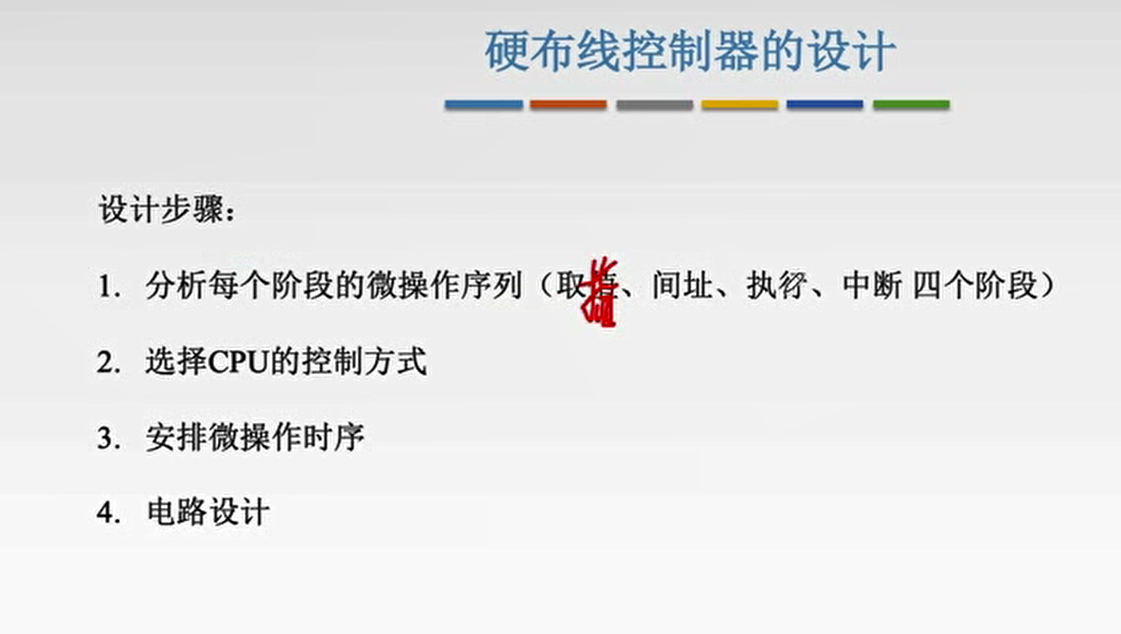 硬布线控制器的设计
设计步骤：
1. 分析每个阶段的微操作序列（取指、间址、执行、中断 四个阶段）
2. 选择CPU的控制方式
3. 安排微操作时序
4. 电路设计